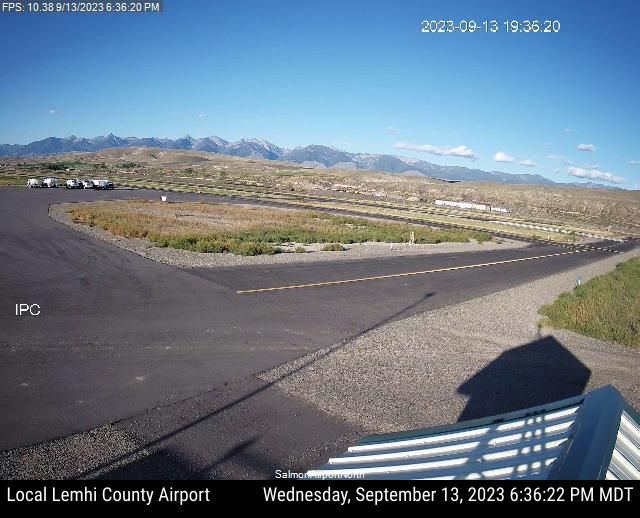 FPS: 10.38 9/13/2023 6:36:20 PM
2023-09-13 19:36:20
IPC
SalmonAirportNorth
Local Lemhi County Airport Wednesday, September 13, 2023 6:36:22 PM MDT